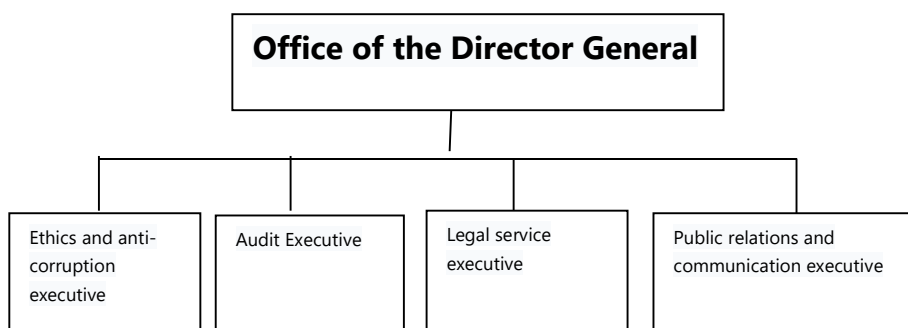 Office of the Director General
Ethics and anti-
corruption
executive
Audit Executive
Legal service
executive
Public relations and
communication executive